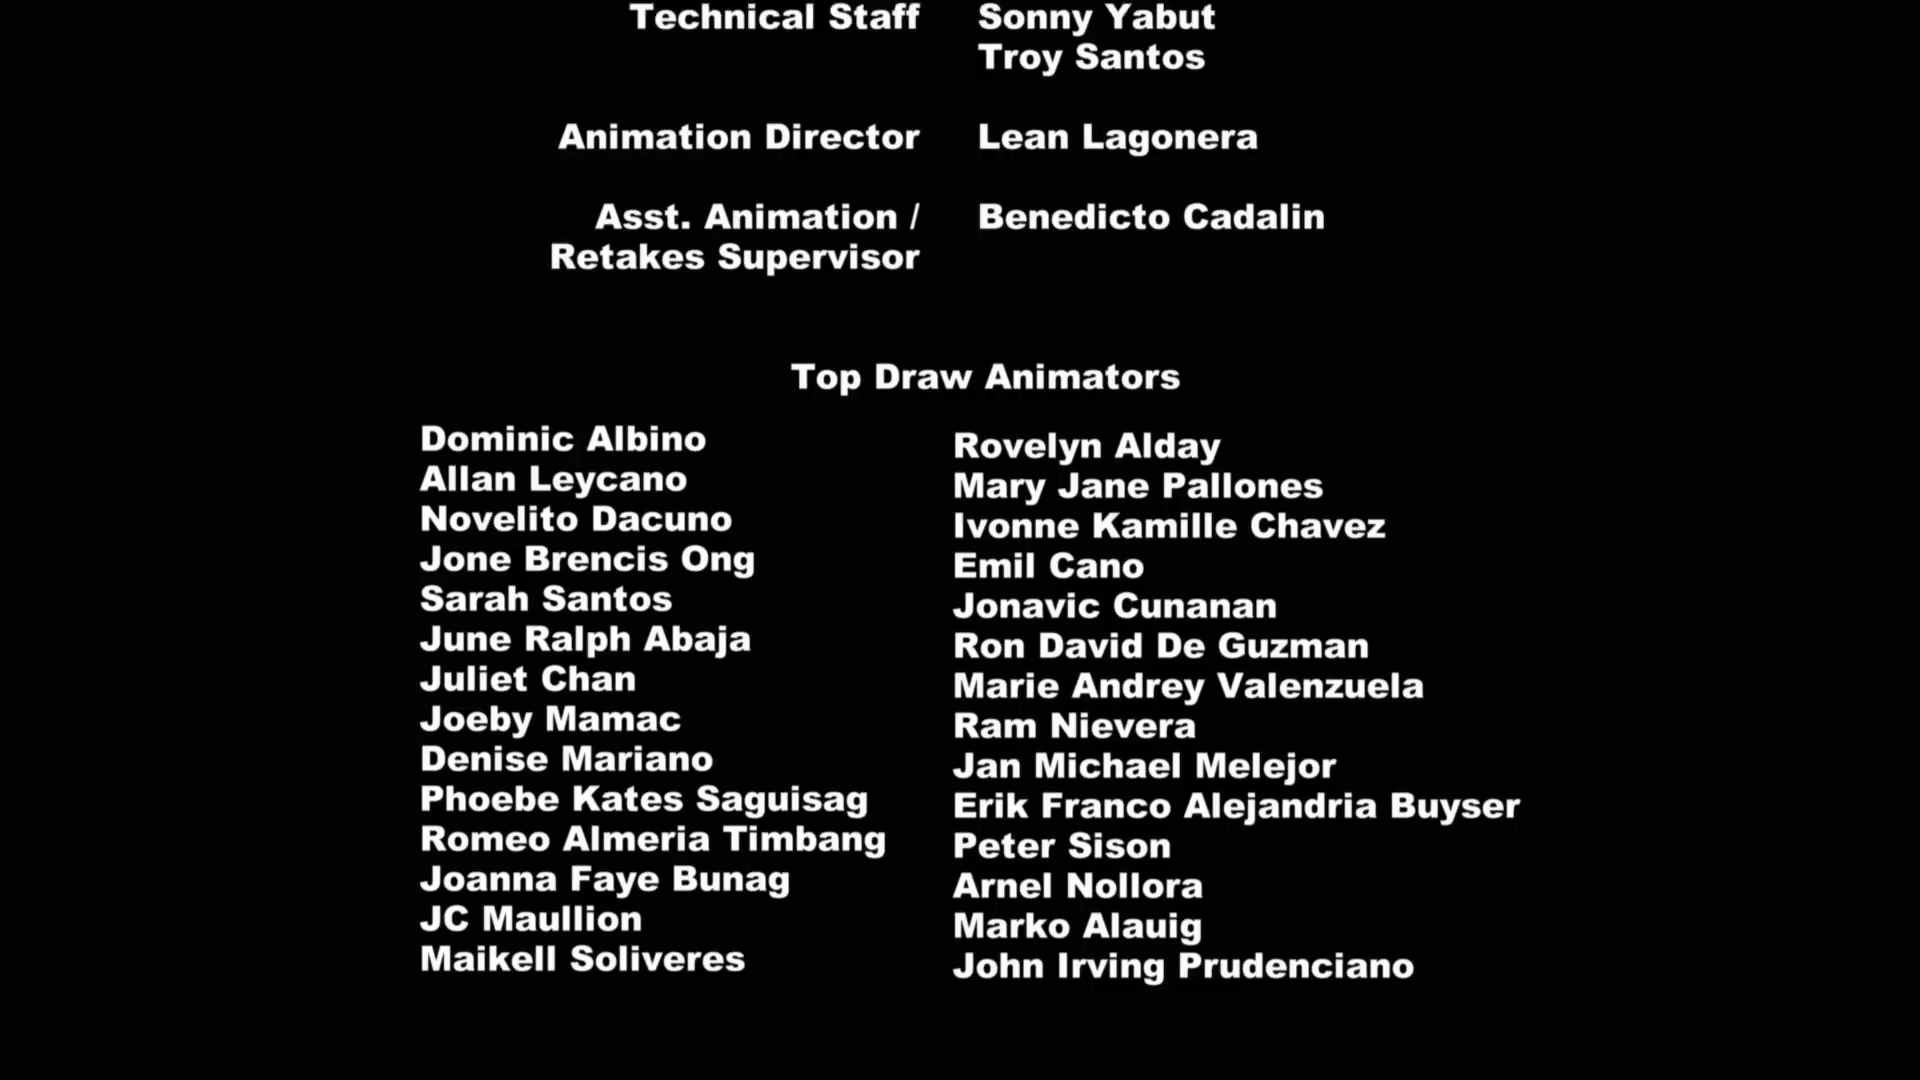 Technical Staff Sonny Yabut
Troy Santos
Animation Director Lean Lagonera
Asst. Animation / Benedicto Cadalin
Retakes Supervisor
Top Draw Animators
Dominic Albino
Allan Leycano
Novelito Dacuno
Jone Brencis Ong
Sarah Santos
June Ralph Abaja
Juliet Chan
Joeby Mamac
Denise Mariano
Phoebe Kates Saguisag
Romeo Almeria Timbang
Joanna Faye Bunag
JC Maullion
Maikell Soliveres
Rovelyn Alday
Mary Jane Pallones
Ivonne Kamille Chavez
Emil Cano
Jonavic Cunanan
Ron David De Guzman
Marie Andrey Valenzuela
Ram Nievera
Jan Michael Melejor
Erik Franco Alejandria Buyser
Peter Sison
Arnel Nollora
Marko Alauig
John Irving Prudenciano